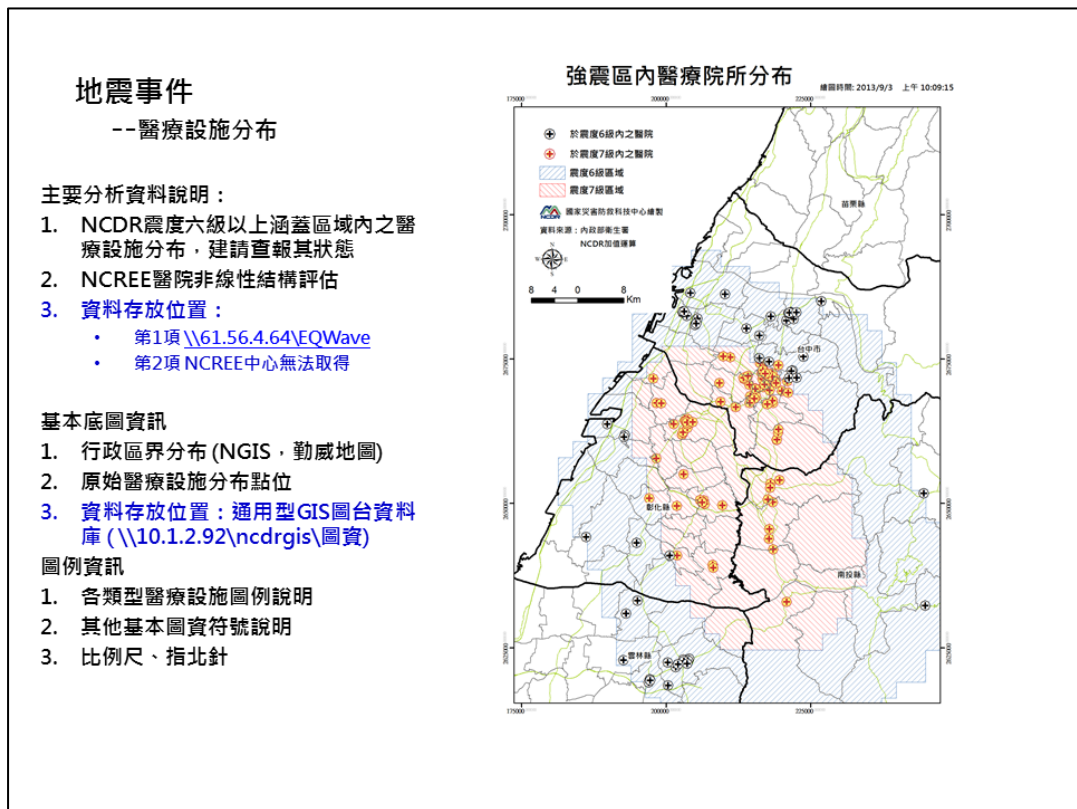 地震事件
--醫療設施分布
主要分析資料說明：
1. NCDR震度六級以上涵蓋區域內之醫
療設施分布，建請查報其狀態
2. NCREE醫院非線性結構評估
3. 資料存放位置：
• 第1項 \\61.56.4.64\EQWave
• 第2項 NCREE中心無法取得
基本底圖資訊
1. 行政區界分布 (NGIS，勤崴地圖)
2. 原始醫療設施分布點位
3. 資料存放位置：通用型GIS圖台資料
庫 ( \\10.1.2.92\ncdrgis\圖資)
圖例資訊
1. 各類型醫療設施圖例說明
2. 其他基本圖資符號說明
3. 比例尺、指北針
強震區內醫療院所分布
繪圖時間: 2013/9/3 上午 10:09:15
175000 200000 225000
於震度6級內之醫院
於震度7級內之醫院
震度6級區域
震度7級區域
NCDR 國家災害防救科技中心繪製
資料來源：內政部衛生署
NCDR加值運算
N
W E
S
8 4 0 8
Km
苗栗縣
台中市
彰化縣
南投縣
雲林縣
175000 200000 225000